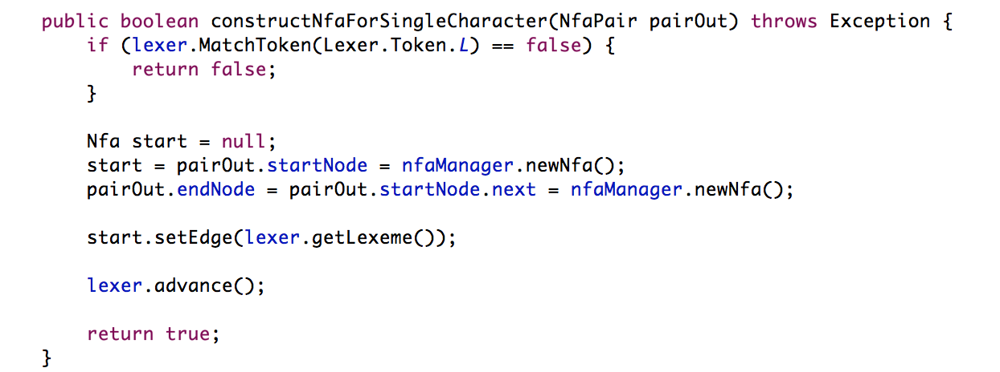 public boolean constructNfaForSingleCharacter(NfaPair pairOut) throws Exception {
    if (lexer.MatchToken(Lexer.Token.L) == false) {
        return false;
    }

    Nfa start = null;
    start = pairOut.startNode = nfaManager.newNfa();
    pairOut.endNode = pairOut.startNode.next = nfaManager.newNfa();

    start.setEdge(lexer.getLexeme());

    lexer.advance();

    return true;
}